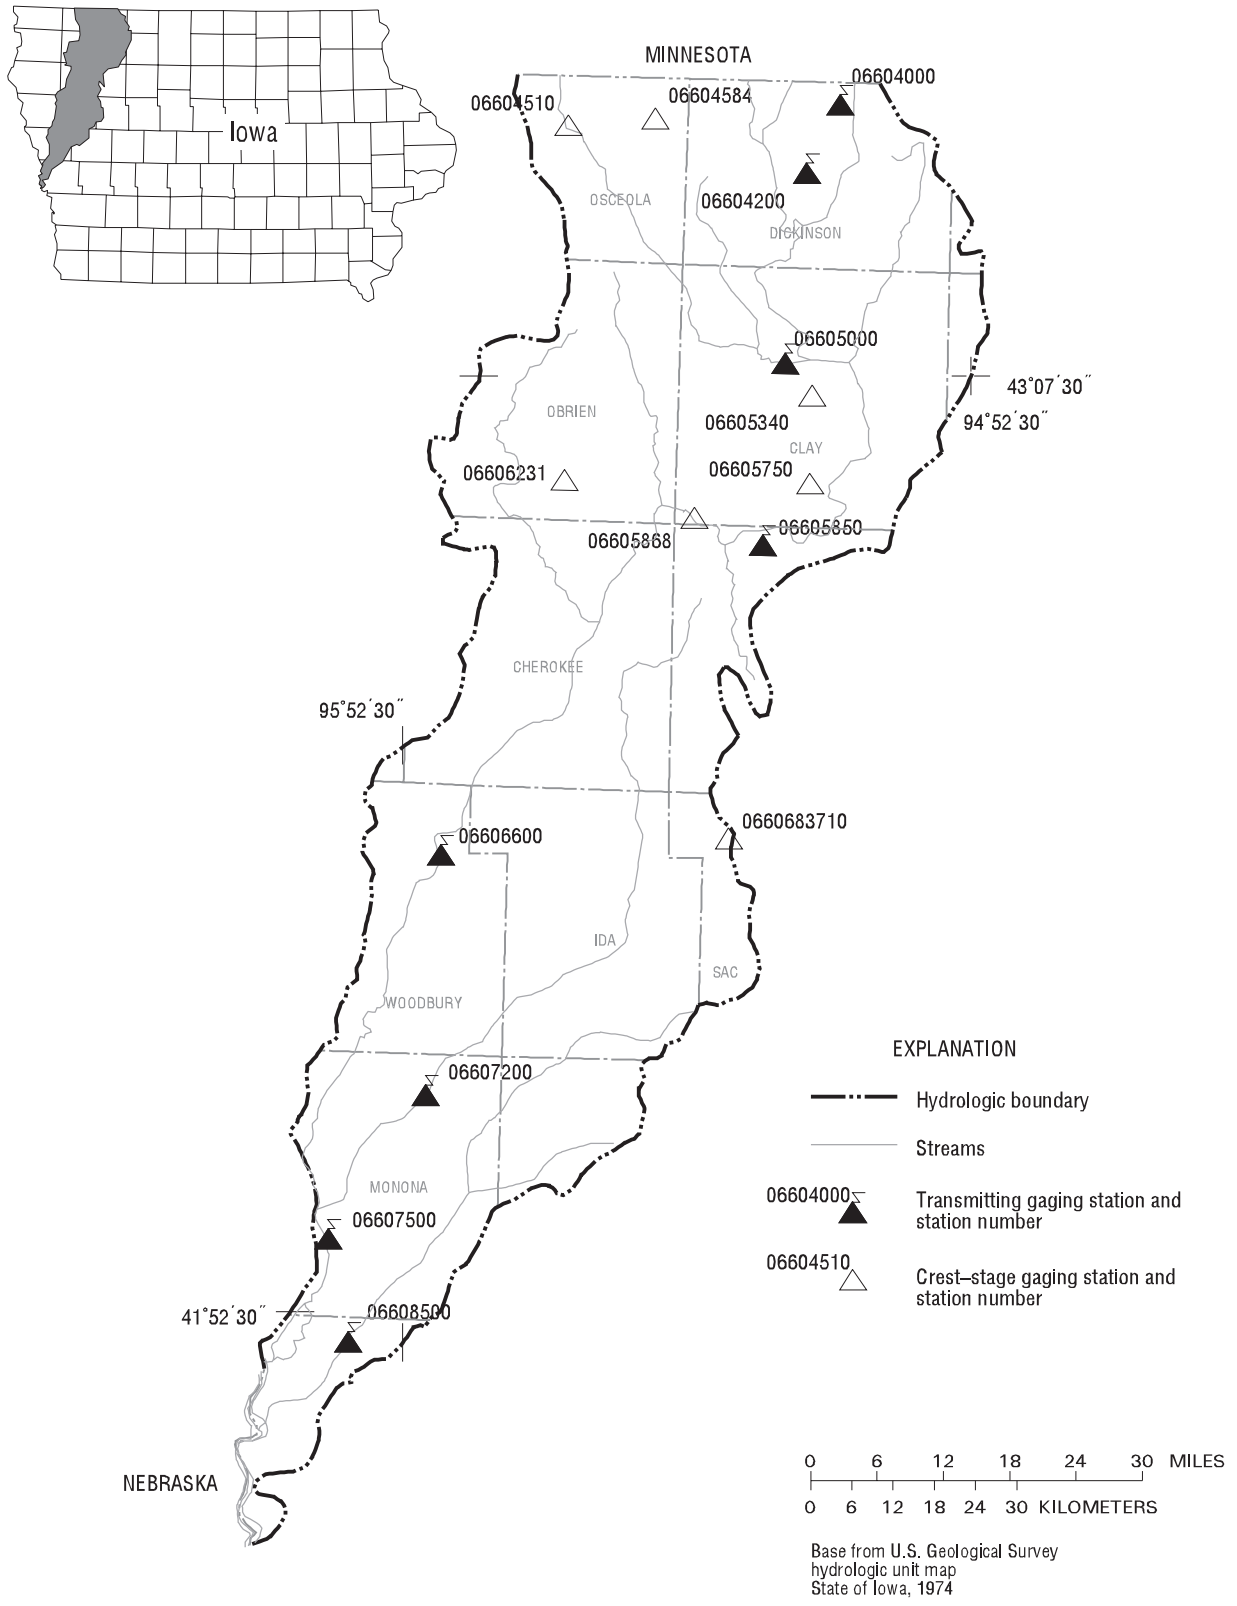 MINNESOTA
06604000
06604584
06604510
Iowa
OSCEOLA
06604200
DICKINSON
06605000
43°07'30"
OBRIEN
06605340
94°52'30"
CLAY
06606231
06605750
06605850
06605868
CHEROKEE
95°52'30"
0660683710
06606600
IDA
SAC
WOODBURY
EXPLANATION
06607200
Hydrologic boundary
Streams
MONONA
06604000
Transmitting gaging station and
station number
06607500
06604510
Crest–stage gaging station and
station number
41°52'30"
06608500
0 6 12 18 24 30 MILES
NEBRASKA
0 6 12 18 24 30 KILOMETERS
Base from U.S. Geological Survey
hydrologic unit map
State of Iowa, 1974